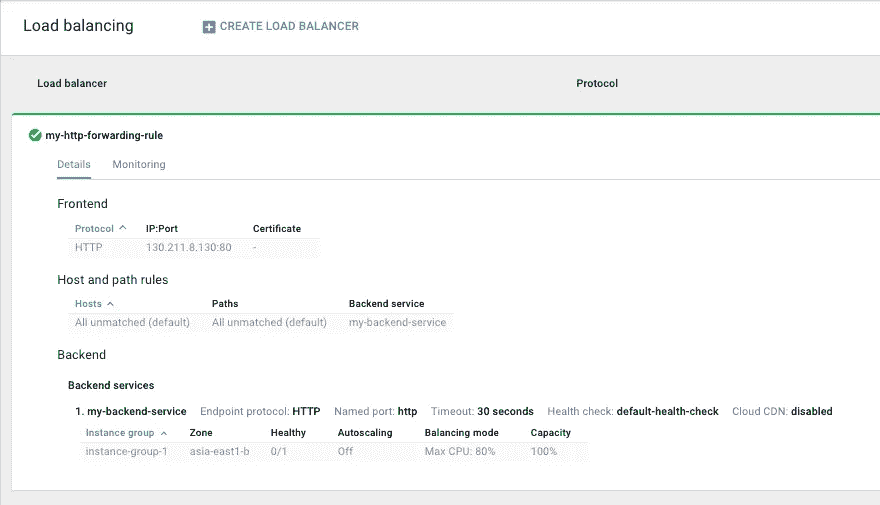 Load balancing CREATE LOAD BALANCER
Load balancer Protocol
my-http-forwarding-rule
Details Monitoring
Frontend
Protocol IP:Port Certificate
HTTP 130.211.8.130:80 -
Host and path rules
Hosts Paths Backend service
All unmatched (default) All unmatched (default) my-backend-service
Backend
Backend services
1. my-backend-service Endpoint protocol: HTTP Named port: http Timeout: 30 seconds Health check: default-health-check Cloud CDN: disabled
Instance group Zone Healthy Autoscaling Balancing mode Capacity
instance-group-1 asia-east1-b 0/1 Off Max CPU: 80% 100%